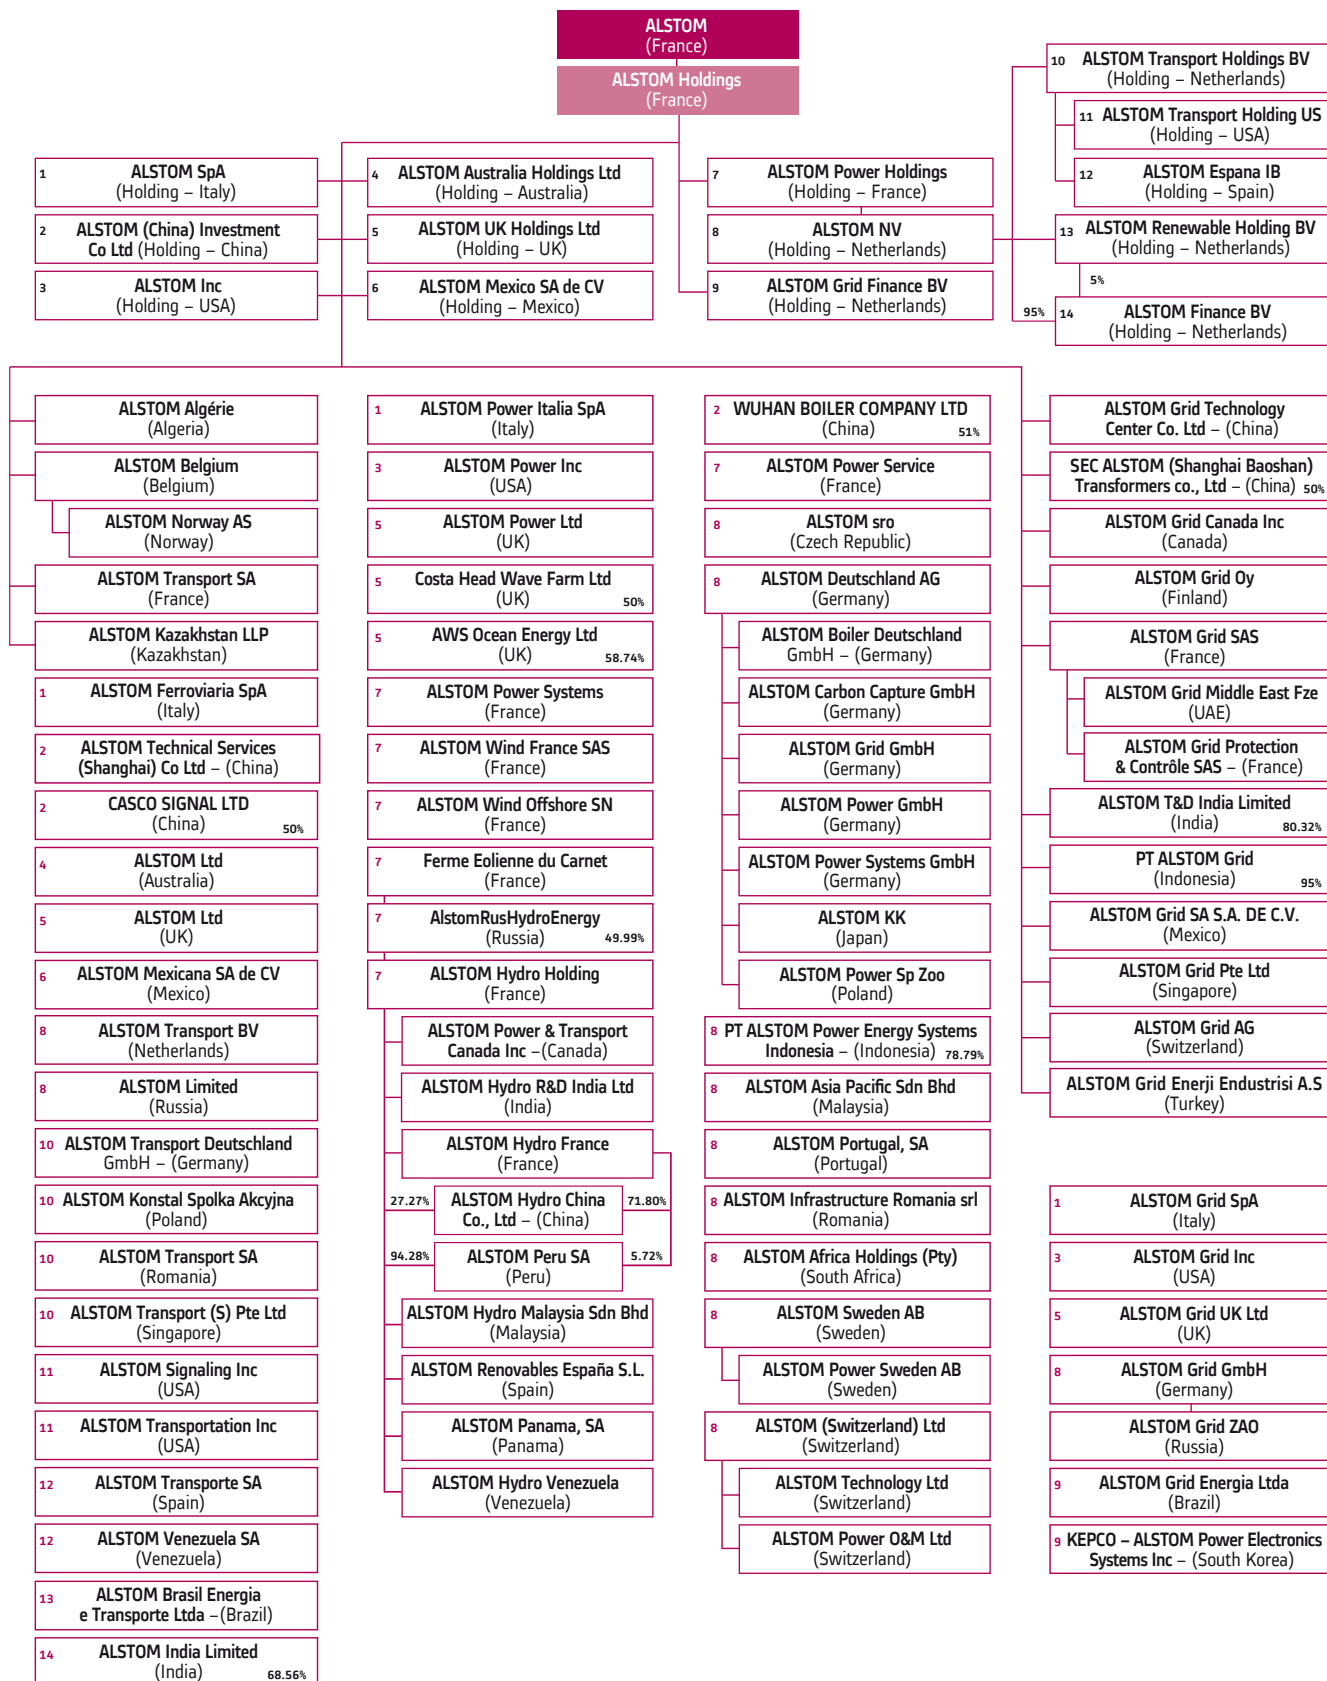 ALSTOM
(France)
ALSTOM Holdings
(France)
10 ALSTOM Transport Holdings BV
(Holding – Netherlands)
11 ALSTOM Transport Holding US
(Holding – USA)
12 ALSTOM Espana IB
(Holding – Spain)
1 ALSTOM SpA
(Holding – Italy)
4 ALSTOM Australia Holdings Ltd
(Holding – Australia)
7 ALSTOM Power Holdings
(Holding – France)
2 ALSTOM (China) Investment
Co Ltd (Holding – China)
5 ALSTOM UK Holdings Ltd
(Holding – UK)
8 ALSTOM NV
(Holding – Netherlands)
13 ALSTOM Renewable Holding BV
(Holding – Netherlands)
3 ALSTOM Inc
(Holding – USA)
6 ALSTOM Mexico SA de CV
(Holding – Mexico)
9 ALSTOM Grid Finance BV
(Holding – Netherlands)
5%
95% 14 ALSTOM Finance BV
(Holding – Netherlands)
ALSTOM Algérie
(Algeria)
ALSTOM Belgium
(Belgium)
ALSTOM Norway AS
(Norway)
ALSTOM Transport SA
(France)
ALSTOM Kazakhstan LLP
(Kazakhstan)
1 ALSTOM Ferroviaria SpA
(Italy)
2 ALSTOM Technical Services
(Shanghai) Co Ltd – (China)
2 CASCO SIGNAL LTD
(China) 50%
4 ALSTOM Ltd
(Australia)
5 ALSTOM Ltd
(UK)
6 ALSTOM Mexicana SA de CV
(Mexico)
8 ALSTOM Transport BV
(Netherlands)
8 ALSTOM Limited
(Russia)
10 ALSTOM Transport Deutschland
GmbH – (Germany)
10 ALSTOM Konstal Spolka Akcyjna
(Poland)
10 ALSTOM Transport SA
(Romania)
10 ALSTOM Transport (S) Pte Ltd
(Singapore)
11 ALSTOM Signaling Inc
(USA)
11 ALSTOM Transportation Inc
(USA)
12 ALSTOM Transporte SA
(Spain)
12 ALSTOM Venezuela SA
(Venezuela)
13 ALSTOM Brasil Energia
e Transporte Ltda –(Brazil)
14 ALSTOM India Limited
(India) 68.56%
1 ALSTOM Power Italia SpA
(Italy)
3 ALSTOM Power Inc
(USA)
5 ALSTOM Power Ltd
(UK)
5 Costa Head Wave Farm Ltd
(UK) 50%
5 AWS Ocean Energy Ltd
(UK) 58.74%
7 ALSTOM Power Systems
(France)
7 ALSTOM Wind France SAS
(France)
7 ALSTOM Wind Offshore SN
(France)
7 Ferme Eolienne du Carnet
(France)
7 AlstomRusHydroEnergy
(Russia) 49.99%
7 ALSTOM Hydro Holding
(France)
ALSTOM Power & Transport
Canada Inc –(Canada)
ALSTOM Hydro R&D India Ltd
(India)
ALSTOM Hydro France
(France)
27.27% ALSTOM Hydro China 71.80%
Co., Ltd – (China)
94.28% ALSTOM Peru SA 5.72%
(Peru)
ALSTOM Hydro Malaysia Sdn Bhd
(Malaysia)
ALSTOM Renovables España S.L.
(Spain)
ALSTOM Panama, SA
(Panama)
ALSTOM Hydro Venezuela
(Venezuela)
2 WUHAN BOILER COMPANY LTD
(China) 51%
7 ALSTOM Power Service
(France)
8 ALSTOM sro
(Czech Republic)
8 ALSTOM Deutschland AG
(Germany)
ALSTOM Boiler Deutschland
GmbH – (Germany)
ALSTOM Carbon Capture GmbH
(Germany)
ALSTOM Grid GmbH
(Germany)
ALSTOM Power GmbH
(Germany)
ALSTOM Power Systems GmbH
(Germany)
ALSTOM KK
(Japan)
ALSTOM Power Sp Zoo
(Poland)
8 PT ALSTOM Power Energy Systems
Indonesia – (Indonesia) 78.79%
8 ALSTOM Asia Pacific Sdn Bhd
(Malaysia)
8 ALSTOM Portugal, SA
(Portugal)
8 ALSTOM Infrastructure Romania srl
(Romania)
8 ALSTOM Africa Holdings (Pty)
(South Africa)
8 ALSTOM Sweden AB
(Sweden)
ALSTOM Power Sweden AB
(Sweden)
8 ALSTOM (Switzerland) Ltd
(Switzerland)
ALSTOM Technology Ltd
(Switzerland)
ALSTOM Power O&M Ltd
(Switzerland)
ALSTOM Grid Technology
Center Co. Ltd – (China)
SEC ALSTOM (Shanghai Baoshan)
Transformers co., Ltd – (China) 50%
ALSTOM Grid Canada Inc
(Canada)
ALSTOM Grid Oy
(Finland)
ALSTOM Grid SAS
(France)
ALSTOM Grid Middle East Fze
(UAE)
ALSTOM Grid Protection
& Contrôle SAS – (France)
ALSTOM T&D India Limited
(India) 80.32%
PT ALSTOM Grid
(Indonesia) 95%
ALSTOM Grid SA S.A. DE C.V.
(Mexico)
ALSTOM Grid Pte Ltd
(Singapore)
ALSTOM Grid AG
(Switzerland)
ALSTOM Grid Enerji Endustrisi A.S
(Turkey)
1 ALSTOM Grid SpA
(Italy)
3 ALSTOM Grid Inc
(USA)
5 ALSTOM Grid UK Ltd
(UK)
8 ALSTOM Grid GmbH
(Germany)
ALSTOM Grid ZAO
(Russia)
9 ALSTOM Grid Energia Ltda
(Brazil)
9 KEPCO – ALSTOM Power Electronics
Systems Inc – (South Korea)